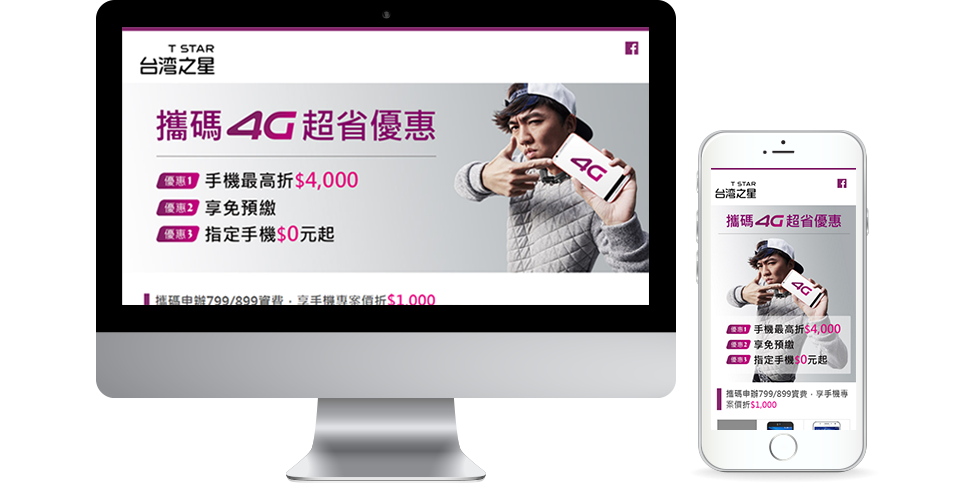 T STAR
台湾之星
f
攜碼4G超省優惠
4G
優惠1 手機最高折$4,000
優惠2 享免預繳
優惠3 指定手機$0元起
攜碼申辦799/899資費，享手機專案價折$1,000
T STAR
台湾之星
f
攜碼4G超省優惠
4G
優惠1 手機最高折$4,000
優惠2 享免預繳
優惠3 指定手機$0元起
攜碼申辦799/899資費，享手機專
案價折$1,000